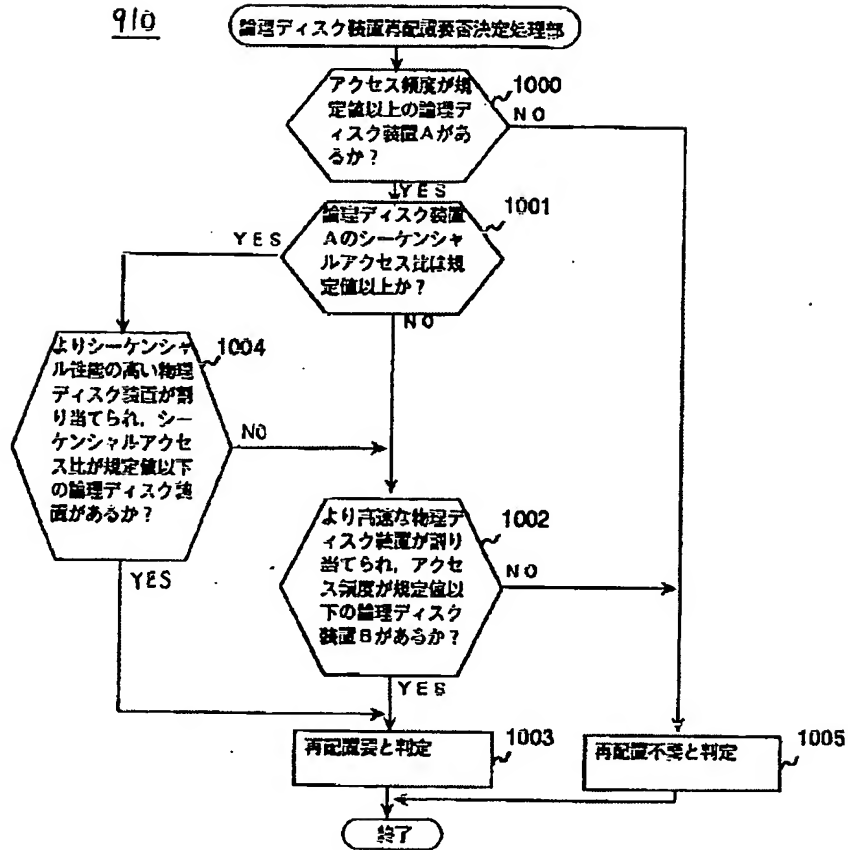 910
論理ディスク装置再配置要否決定処理部
アクセス頻度が規
定値以上の論理デ
ィスク装置Aがあ
るか?
1000
NO
YES
論理ディスク装置
Aのシーケンシャ
ルアクセス比は規
定値以上か?
1001
YES
NO
よりシーケンシャ
ル性能の高い物理
ディスク装置が割
り当てられ,シー
ケンシャルアクセ
ス比が規定値以下
の論理ディスク装
置があるか?
1004
NO
YES
より高速な物理デ
ィスク装置が割り
当てられ,アクセ
ス頻度が規定値以
下の論理ディスク
装置Bがあるか?
1002
NO
YES
再配置要と判定
1003
再配置不要と判定
1005
終了